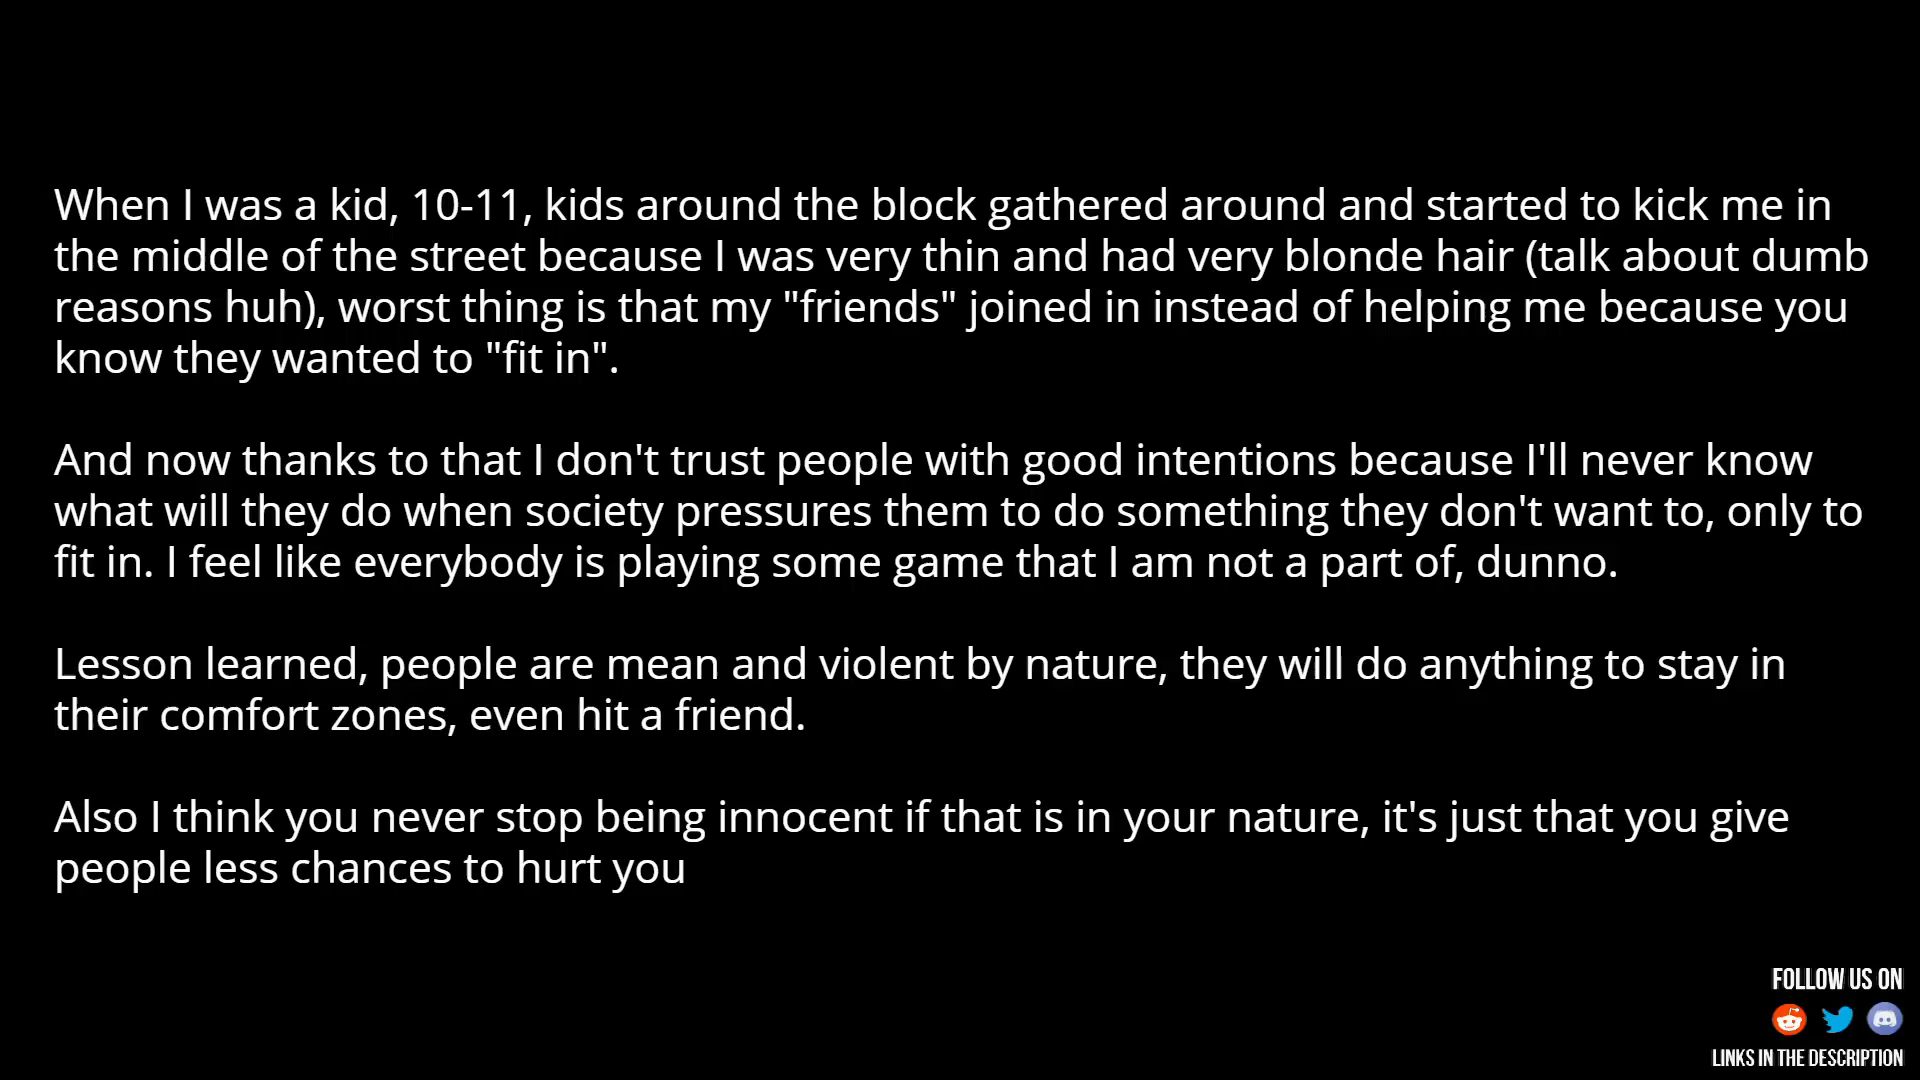 When I was a kid, 10-11, kids around the block gathered around and started to kick me in
the middle of the street because I was very thin and had very blonde hair (talk about dumb
reasons huh), worst thing is that my "friends" joined in instead of helping me because you
know they wanted to "fit in".
And now thanks to that I don't trust people with good intentions because I'll never know
what will they do when society pressures them to do something they don't want to, only to
fit in. I feel like everybody is playing some game that I am not a part of, dunno.
Lesson learned, people are mean and violent by nature, they will do anything to stay in
their comfort zones, even hit a friend.
Also I think you never stop being innocent if that is in your nature, it's just that you give
people less chances to hurt you
FOLLOW US ON
LINKS IN THE DESCRIPTION